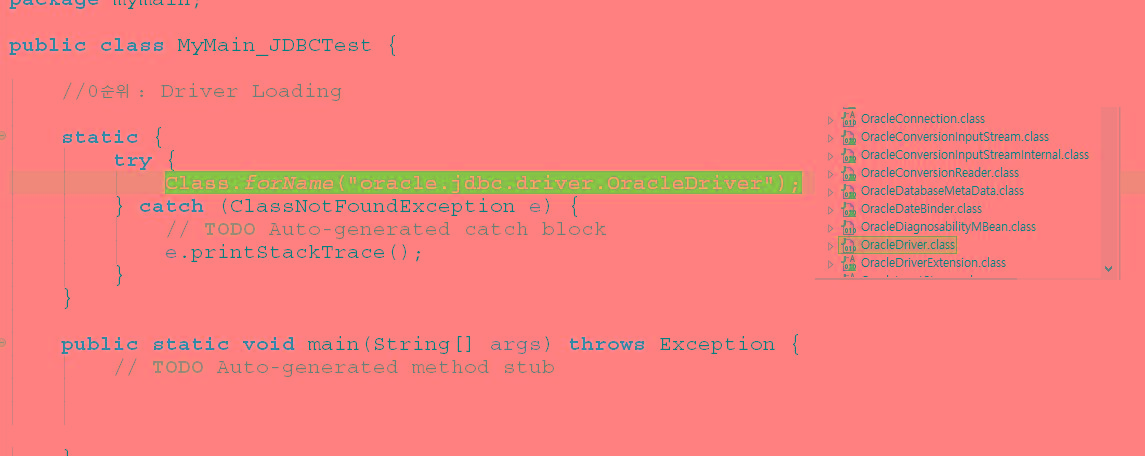 package mymain;
public class MyMain_JDBCTest {
//0순위 : Driver Loading
static {
try {
Class.forName("oracle.jdbc.driver.OracleDriver");
} catch (ClassNotFoundException e) {
// TODO Auto-generated catch block
e.printStackTrace();
}
}
public static void main(String[] args) throws Exception {
// TODO Auto-generated method stub
}
OracleConnection.class
OracleConversionInputStream.class
OracleConversionInputStreamInternal.class
OracleConversionReader.class
OracleDatabaseMetaData.class
OracleDateBinder.class
OracleDiagnosabilityMBean.class
OracleDriver.class
OracleDriverExtension.class